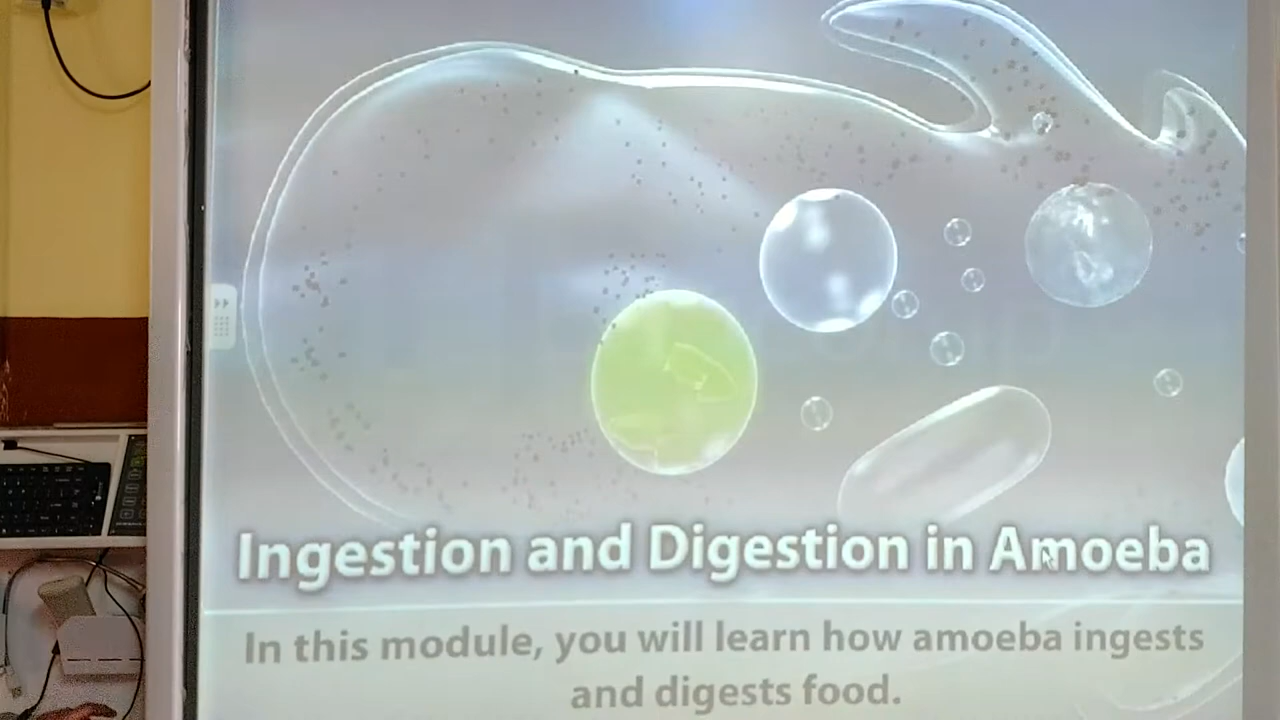 Ingestion and Digestion in Amoeba
In this module, you will learn how amoeba ingests
and digests food.